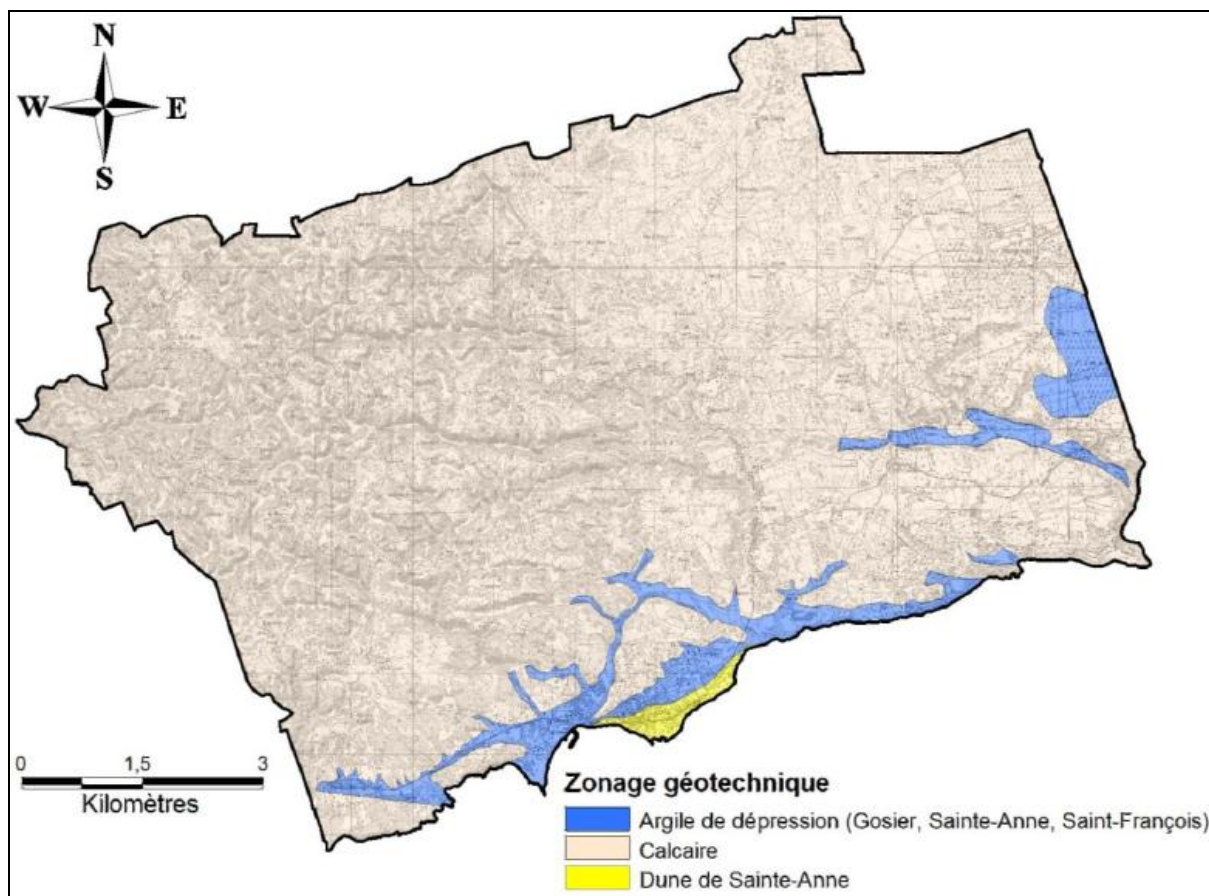 N
W E
S
0 1,5 3
Kilomètres
Zonage géotechnique
Argile de dépression (Gosier, Sainte-Anne, Saint-François)
Calcaire
Dune de Sainte-Anne